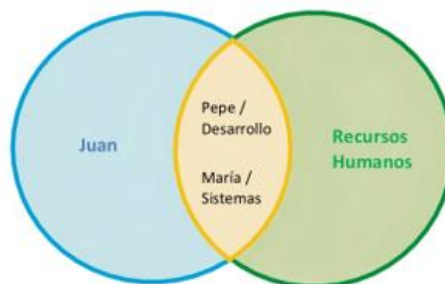 Juan
Pepe /
Desarrollo
María /
Sistemas
Recursos
Humanos